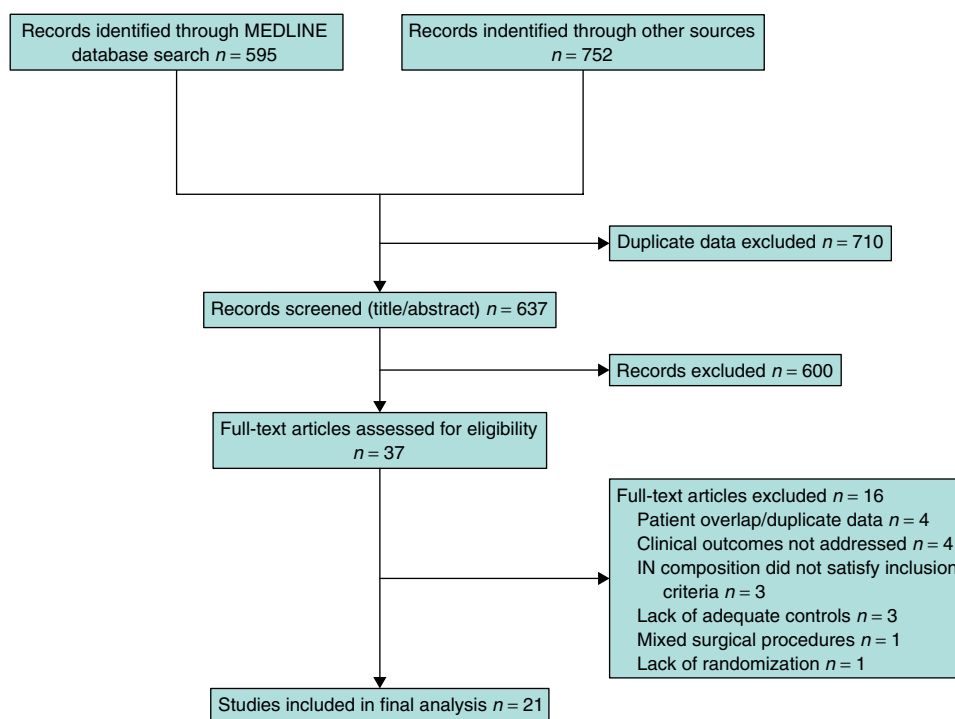 Records identified through MEDLINE
database search n = 595
Records indentified through other sources
n = 752
Duplicate data excluded n = 710
Records screened (title/abstract) n = 637
Records excluded n = 600
Full-text articles assessed for eligibility
n = 37
Full-text articles excluded n = 16
Patient overlap/duplicate data n = 4
Clinical outcomes not addressed n = 4
IN composition did not satisfy inclusion
criteria n = 3
Lack of adequate controls n = 3
Mixed surgical procedures n = 1
Lack of randomization n = 1
Studies included in final analysis n = 21